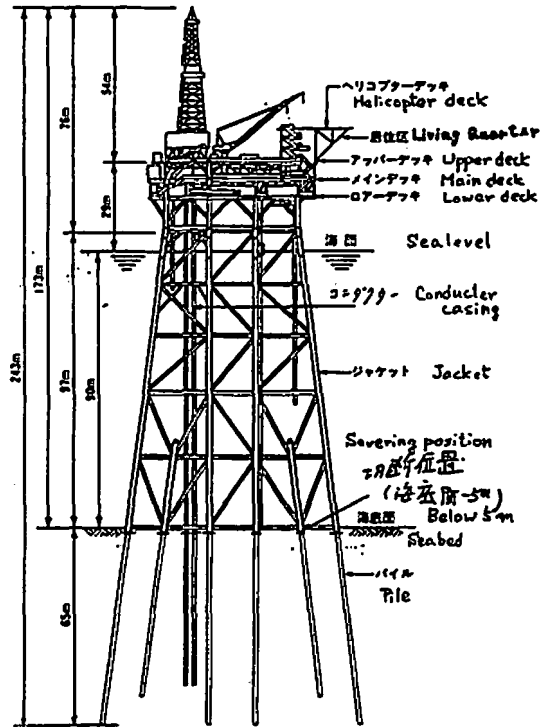 54m
76m
29m
173m
243m
97m
90m
65m
ヘリコプターデッキ
Helicoptor deck
居住区 Living Quarter
アッパーデッキ Upper deck
メインデッキ Main deck
ロアーデッキ Lower deck
海面 Sealevel
コンダクター Conducter
casing
ジャケット Jacket
Severing position
切断位置
(海底面-5m)
Below 5m
海底面
Seabed
パイル
Pile